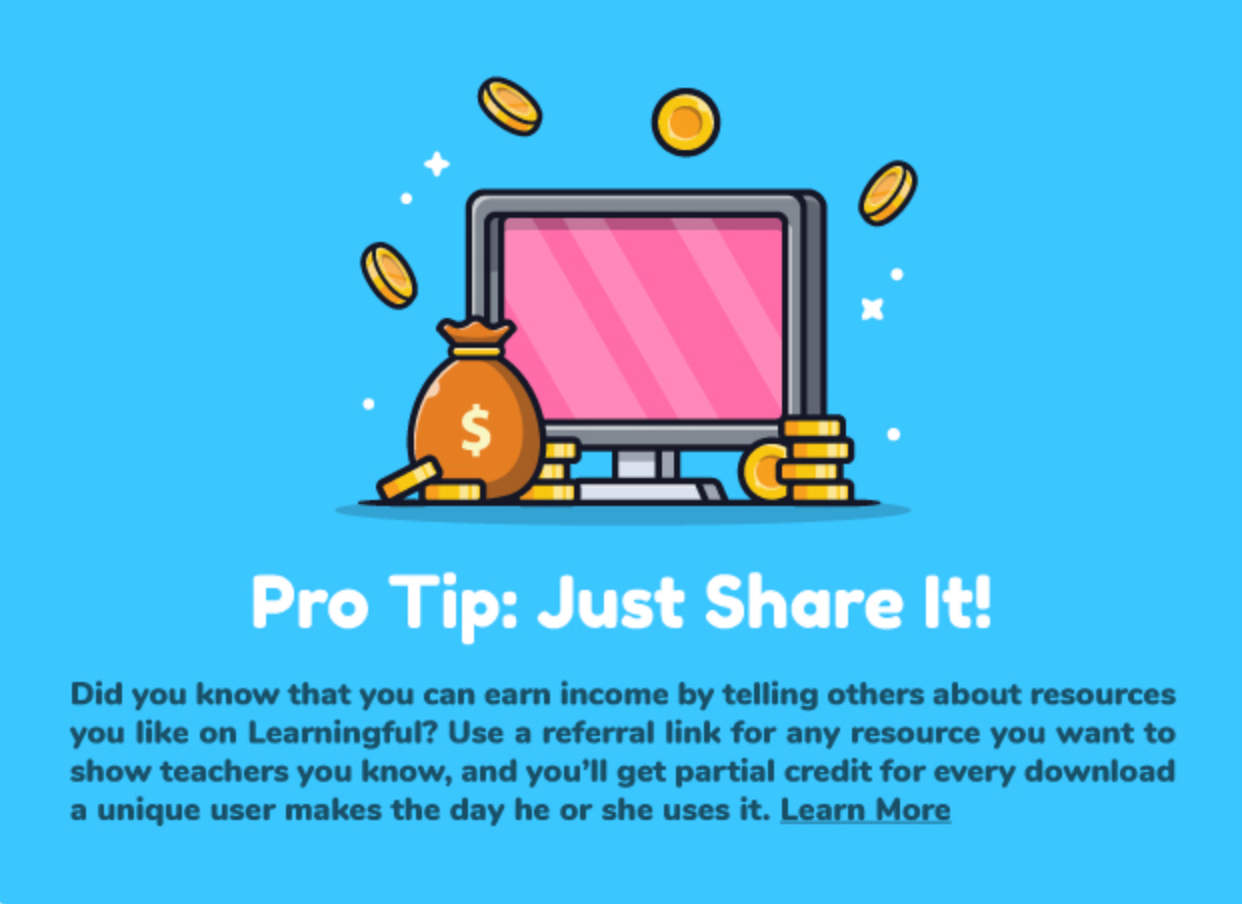 $
Pro Tip: Just Share It!
Did you know that you can earn income by telling others about resources
you like on Learningful? Use a referral link for any resource you want to
show teachers you know, and you’ll get partial credit for every download
a unique user makes the day he or she uses it. Learn More